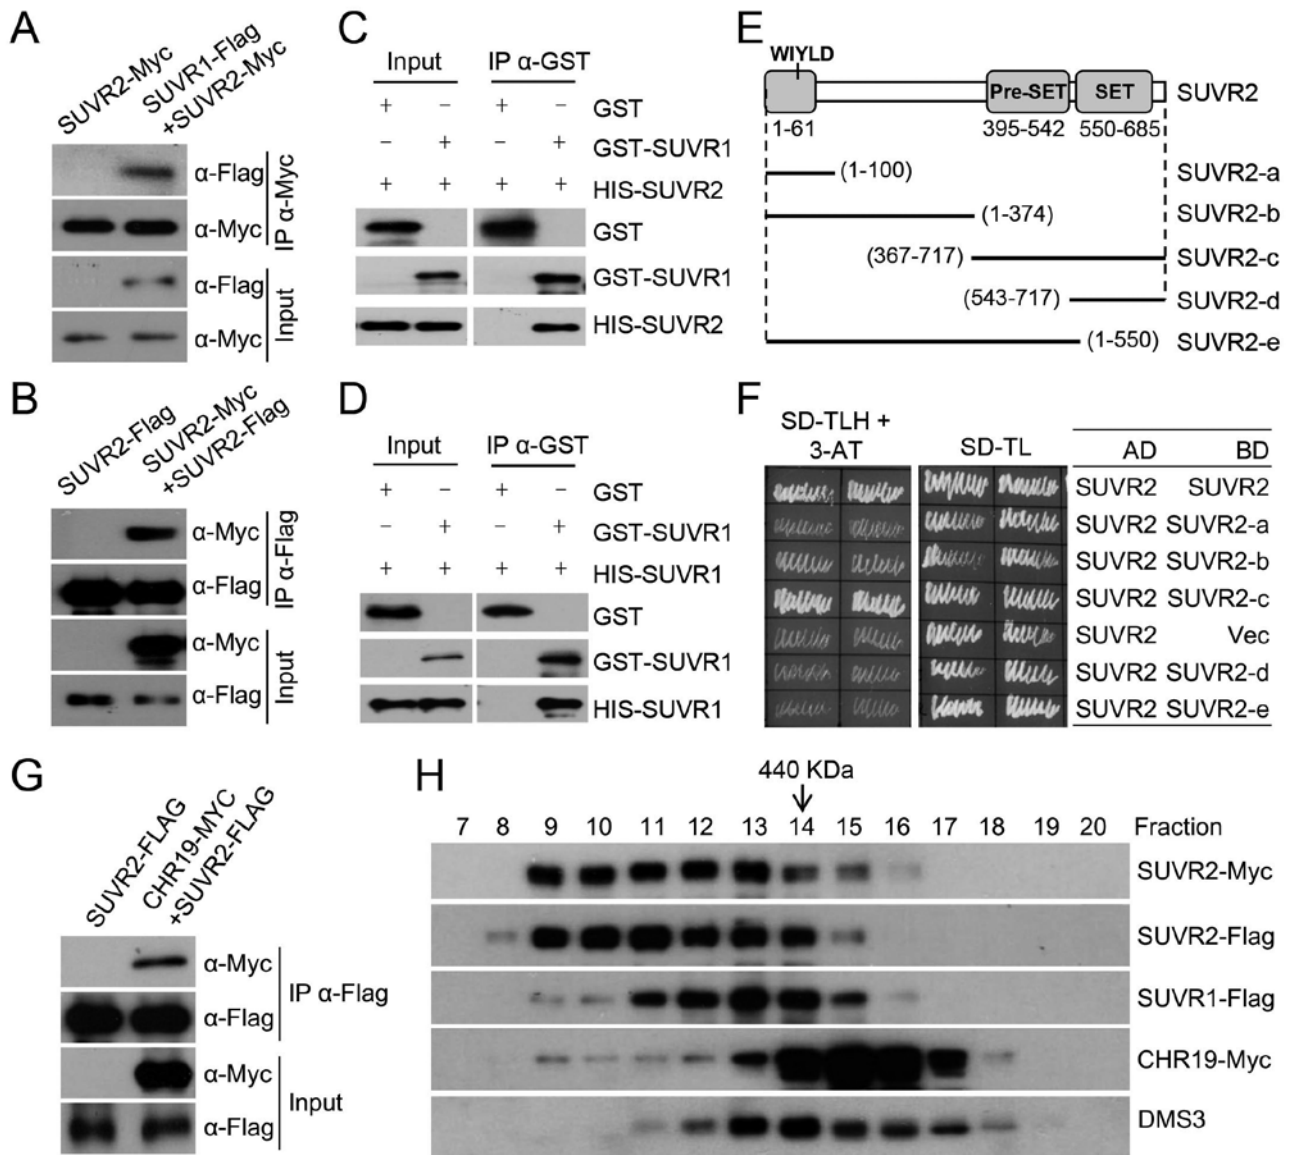 A
SUVR2-Myc
SUVR1-Flag
+SUVR2-Myc
α-Flag
α-Myc
IP α-Myc
α-Flag
α-Myc
Input
B
SUVR2-Flag
SUVR2-Myc
+SUVR2-Flag
α-Myc
α-Flag
IP α-Flag
α-Myc
α-Flag
Input
C
Input IP α-GST
+ − + − GST
− + − + GST-SUVR1
+ + + + HIS-SUVR2
GST
GST-SUVR1
HIS-SUVR2
D
Input IP α-GST
+ − + − GST
− + − + GST-SUVR1
+ + + + HIS-SUVR1
GST
GST-SUVR1
HIS-SUVR1
E
WIYLD
Pre-SET SET SUVR2
1-61 395-542 550-685
(1-100) SUVR2-a
(1-374) SUVR2-b
(367-717) SUVR2-c
(543-717) SUVR2-d
(1-550) SUVR2-e
F
SD-TLH +
3-AT SD-TL AD BD
SUVR2 SUVR2
SUVR2 SUVR2-a
SUVR2 SUVR2-b
SUVR2 SUVR2-c
SUVR2 Vec
SUVR2 SUVR2-d
SUVR2 SUVR2-e
G
SUVR2-FLAG
CHR19-MYC
+SUVR2-FLAG
α-Myc
α-Flag
IP α-Flag
α-Myc
α-Flag
Input
H
440 KDa
7 8 9 10 11 12 13 14 15 16 17 18 19 20 Fraction
SUVR2-Myc
SUVR2-Flag
SUVR1-Flag
CHR19-Myc
DMS3